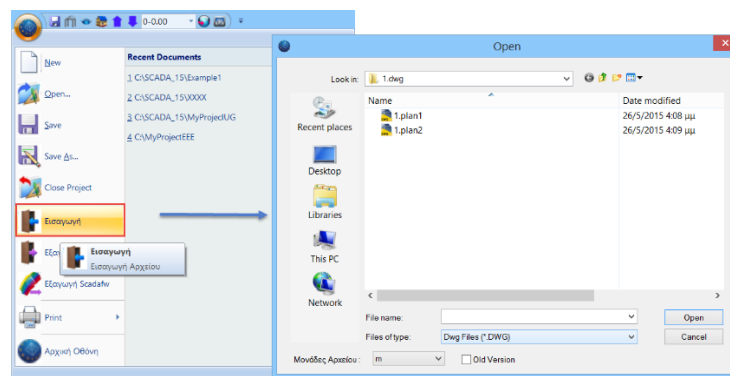 0-0.00
New
Open...
Save
Save As...
Close Project
Εισαγωγή
Εξαγ
Εξαγωγή Scadafw
Print
Αρχική Οθόνη
Recent Documents
1 C:\SCADA_15\Example1
2 C:\SCADA_15\XXXX
3 C:\SCADA_15\MyProjectUG
4 C:\MyProjectEEE
Εισαγωγή
Εισαγωγή Αρχείου
Open
Look in:
1.dwg
Recent places
Desktop
Libraries
This PC
Network
Name
Date modified
1.plan1
26/5/2015 4:08 μμ
1.plan2
26/5/2015 4:09 μμ
File name:
Open
Files of type:
Dwg Files (*.DWG)
Cancel
Μονάδες Αρχείου :
m
Old Version